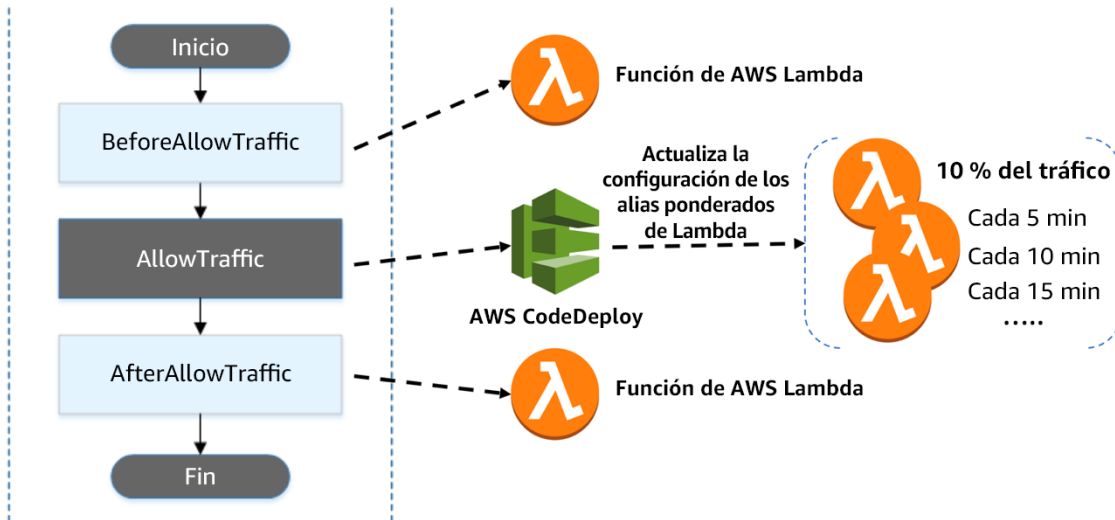 Inicio
BeforeAllowTraffic
AllowTraffic
AfterAllowTraffic
Fin
Función de AWS Lambda
Actualiza la
configuración de los
alias ponderados
de Lambda
AWS CodeDeploy
Función de AWS Lambda
10 % del tráfico
Cada 5 min
Cada 10 min
Cada 15 min
.....